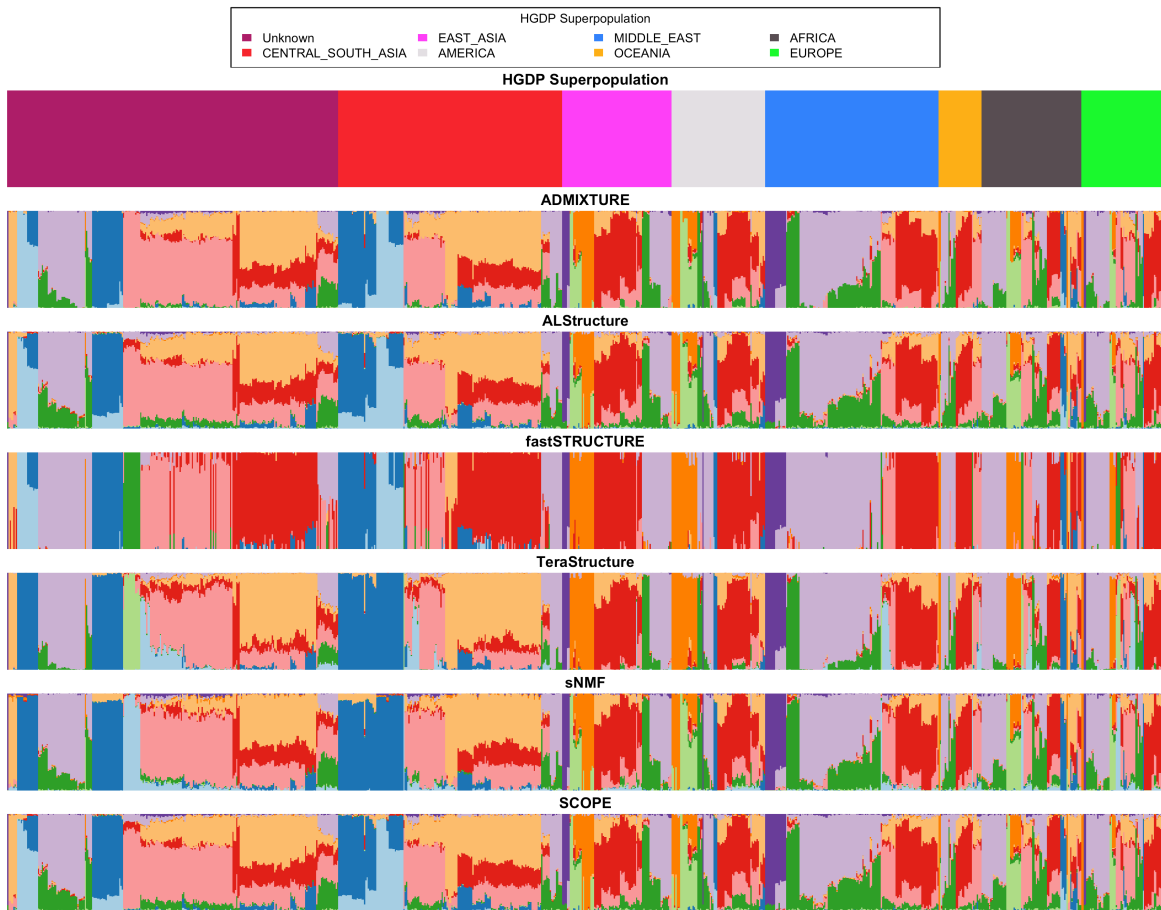 HGDP Superpopulation
Unknown EAST_ASIA MIDDLE_EAST AFRICA
CENTRAL_SOUTH_ASIA AMERICA OCEANIA EUROPE
HGDP Superpopulation
ADMIXTURE
ALStructure
fastSTRUCTURE
TeraStructure
sNMF
SCOPE